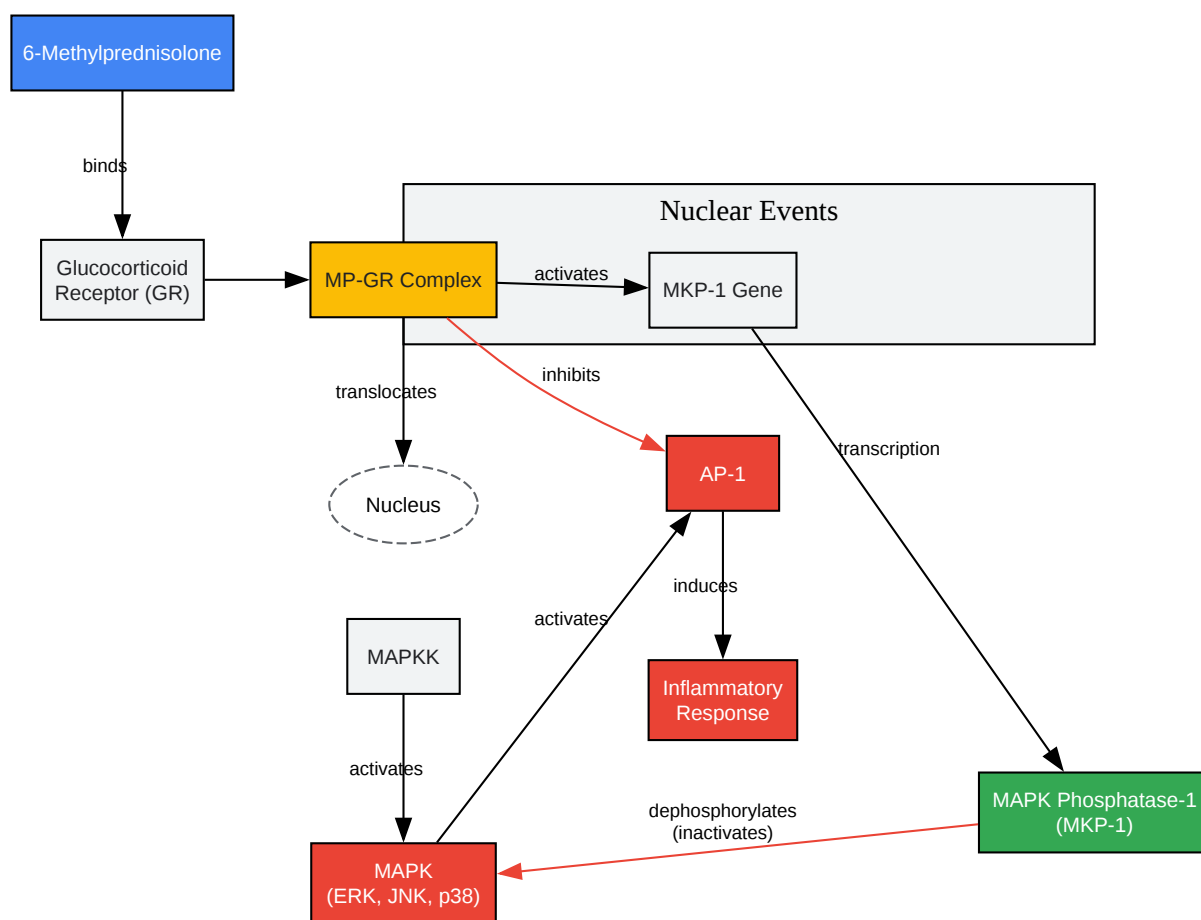 6-Methylprednisolone
binds
Nuclear Events
Glucocorticoid
Receptor (GR)
MP-GR Complex
activates
MKP-1 Gene
inhibits
translocates
transcription
AP-1
Nucleus
induces
activates
MAPKK
Inflammatory
Response
activates
MAPK Phosphatase-1
(MKP-1)
dephosphorylates
(inactivates)
MAPK
(ERK, JNK, p38)